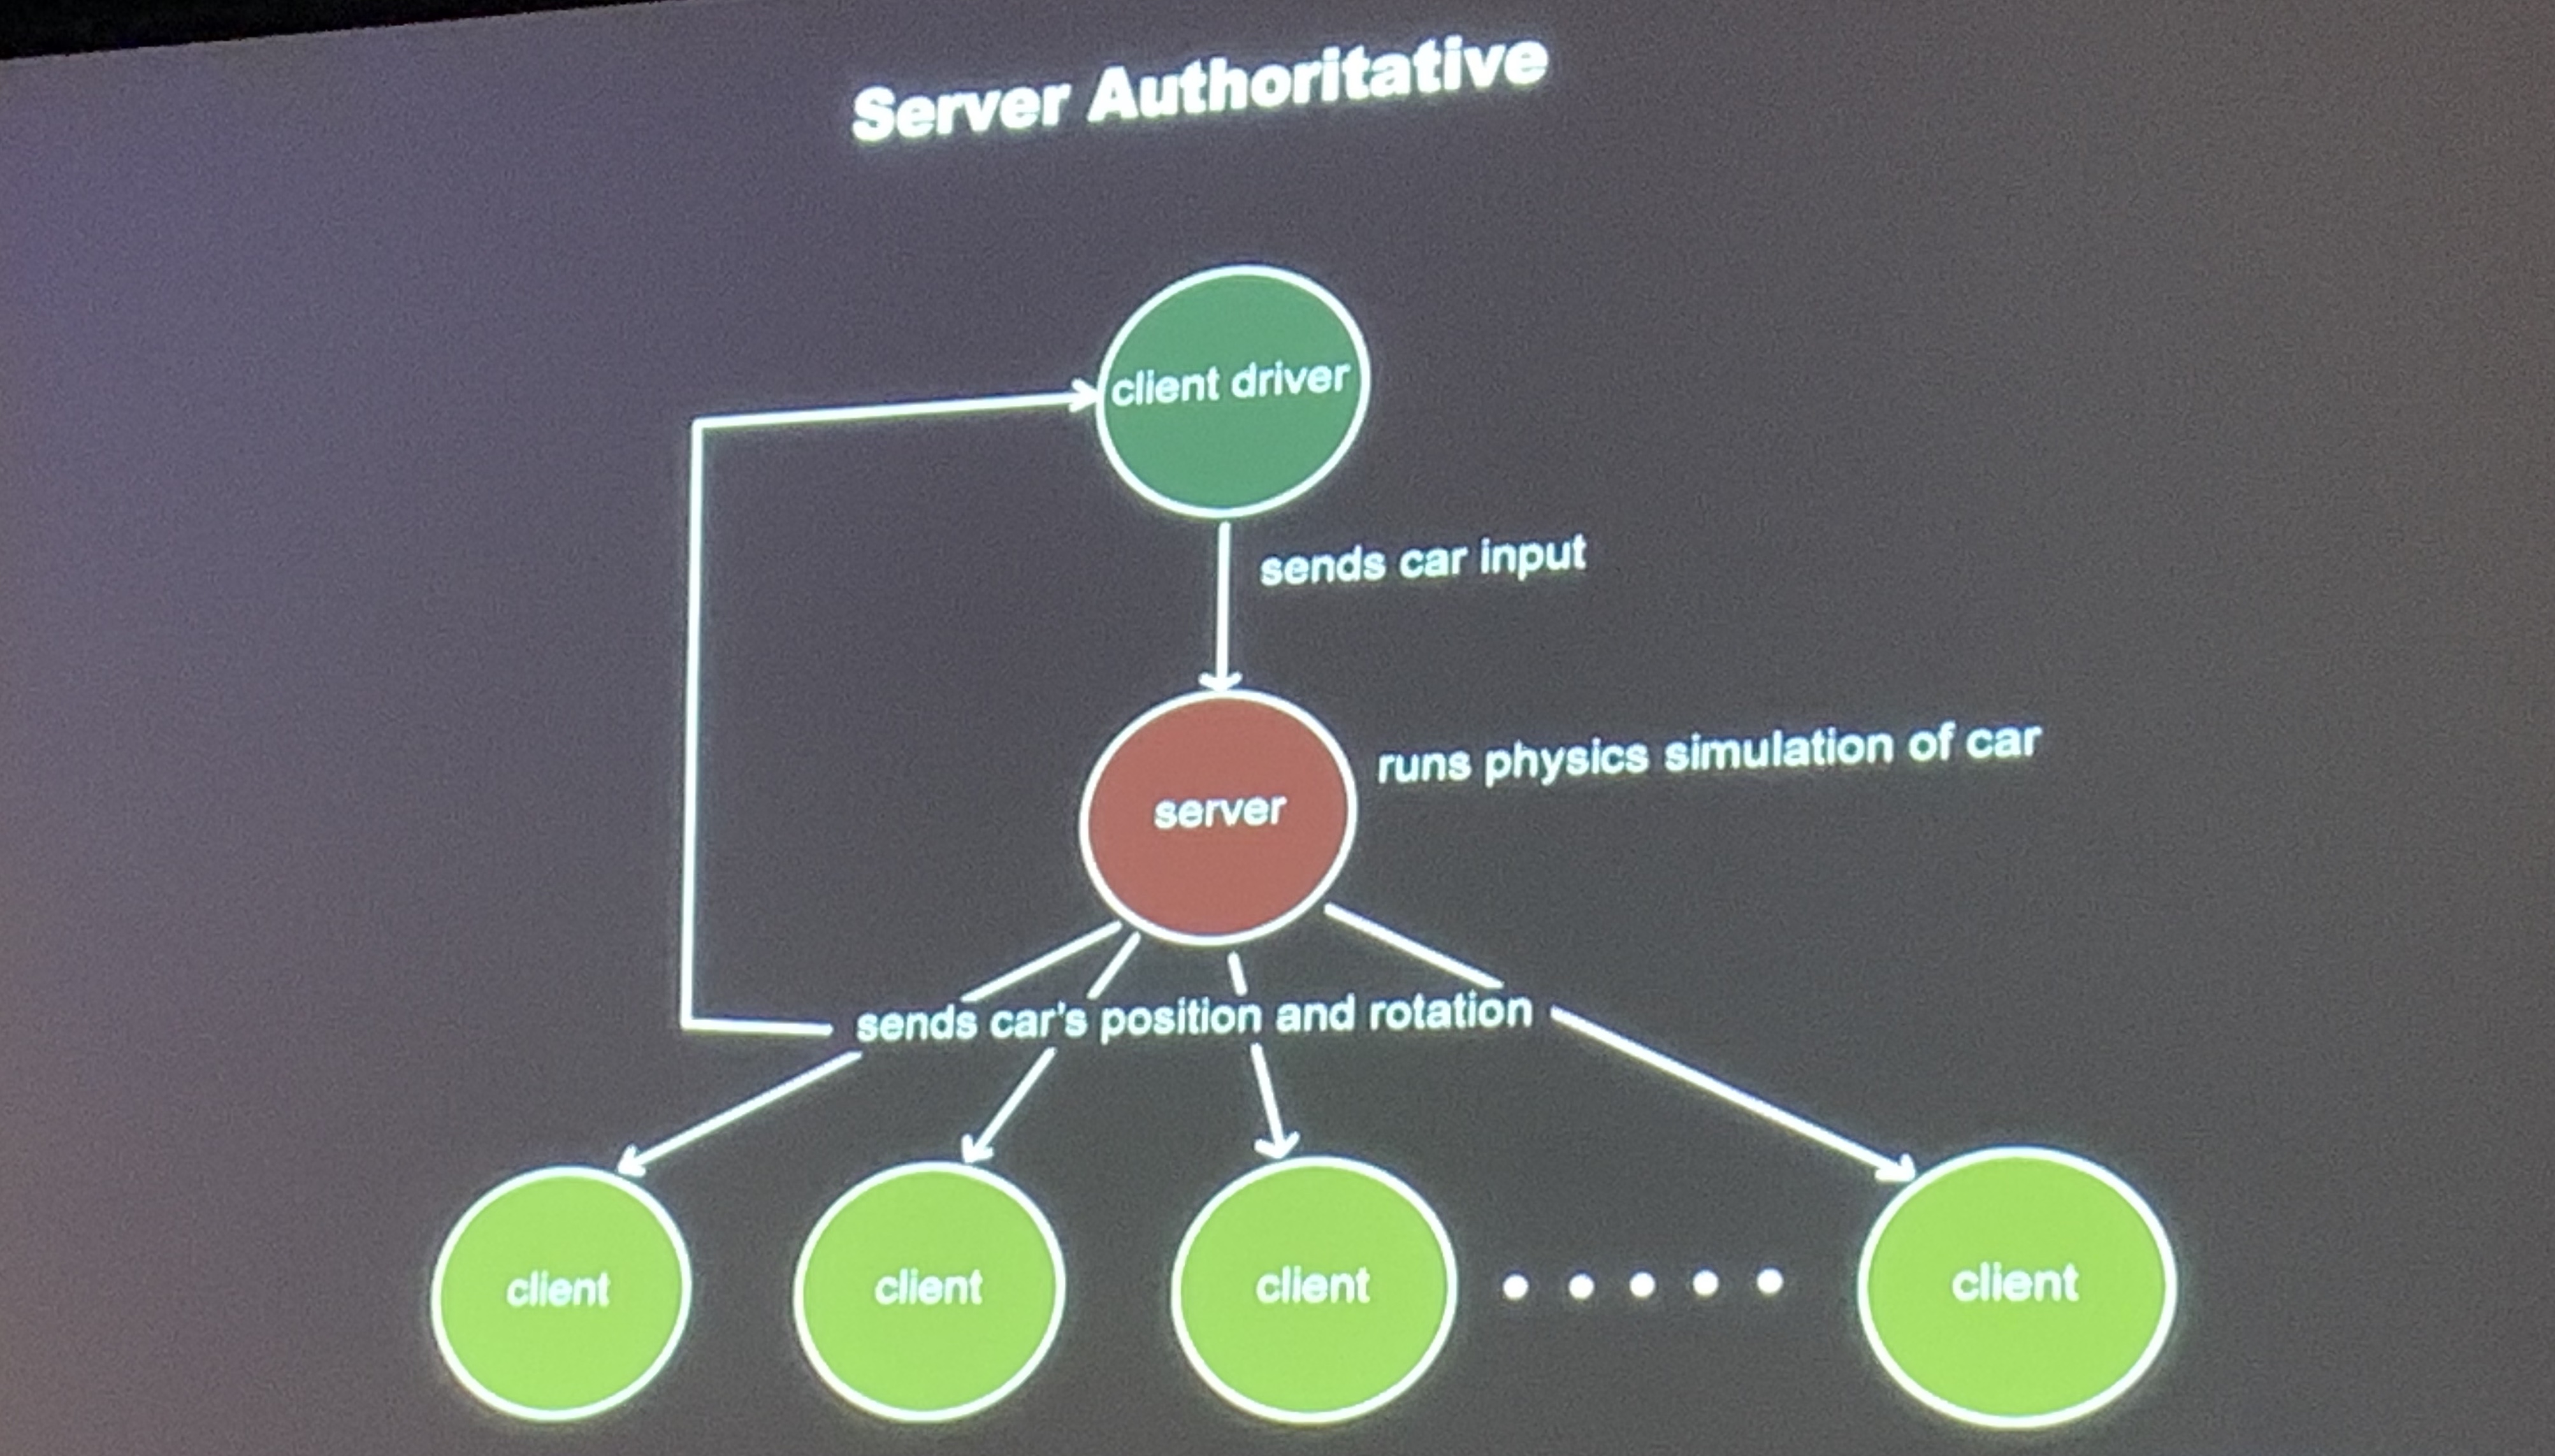 Server Authoritative
client driver
sends car input
server
runs physics simulation of car
sends car's position and rotation
client
client
client
client